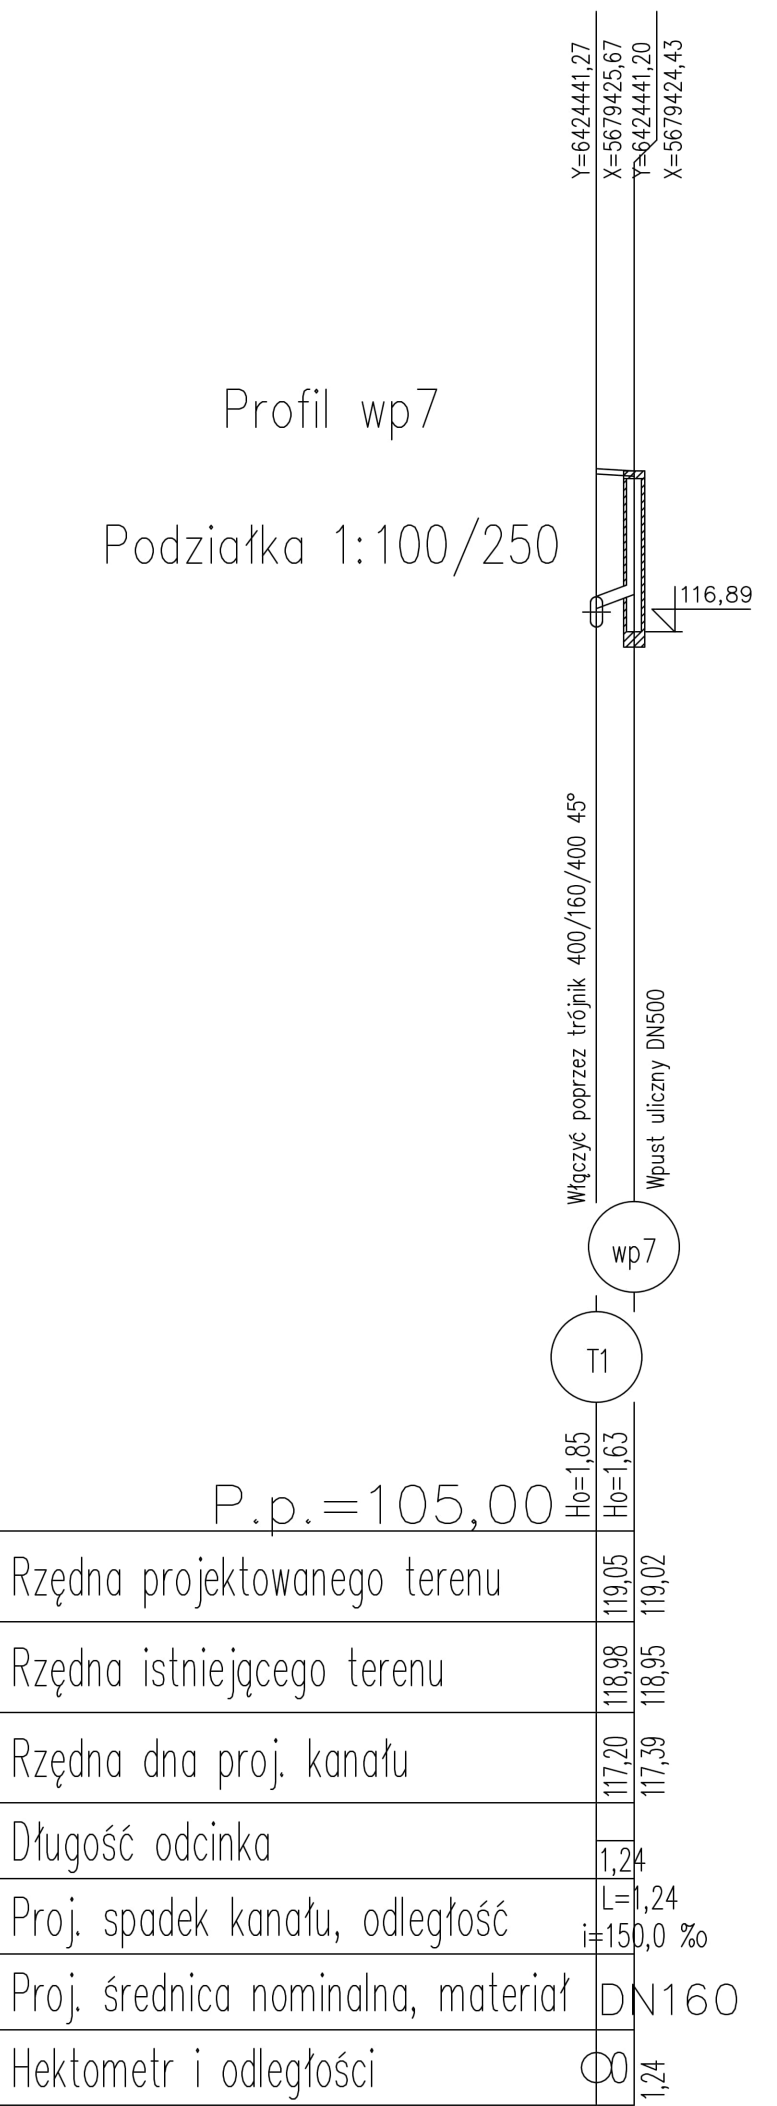 Y=6424441,27
X=5679425,67
Y=6424441,20
X=5679424,43
Profil wp7
Podziałka 1:100/250
116,89
Włączyć poprzez trójnik 400/160/400 45°
Wpust uliczny DN500
wp7
T1
Ho=1,85
Ho=1,63
P.p.=105,00
Rzędna projektowanego terenu 119,05 119,02
Rzędna istniejącego terenu 118,98 118,95
Rzędna dna proj. kanału 117,20 117,39
Długość odcinka 1,24
Proj. spadek kanału, odległość L=1,24
i=150,0 ‰
Proj. średnica nominalna, materiał DN160
Hektometr i odległości 0 1,24